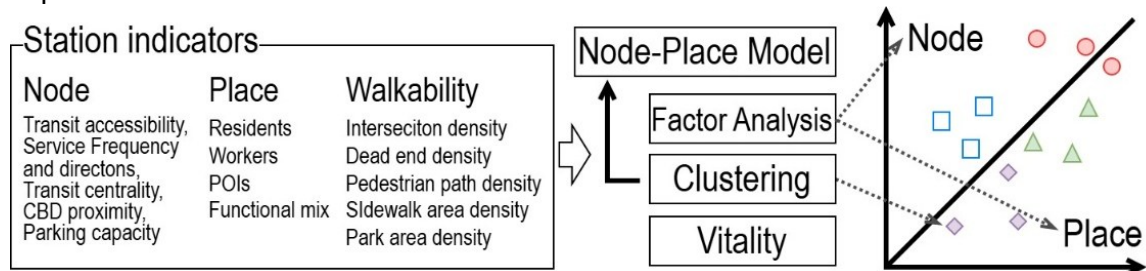 Station indicators
Node
Transit accessibility,
Service Frequency
and directons,
Transit centrality,
CBD proximity,
Parking capacity
Place
Residents
Workers
POIs
Functional mix
Walkability
Interseciton density
Dead end density
Pedestrian path density
SIdewalk area density
Park area density
Node-Place Model
Factor Analysis
Clustering
Vitality
Node
Place